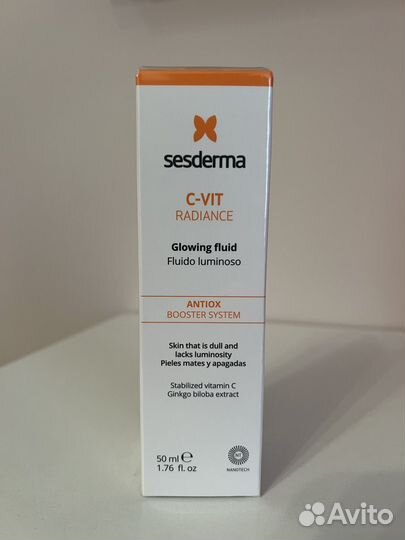 sesderma
C-VIT
RADIANCE
Glowing fluid
Fluido luminoso
ANTIOX
BOOSTER SYSTEM
Skin that is dull and
lacks luminosity
Pieles mates y apagadas
Stabilized vitamin C
Ginkgo biloba extract
50 ml ℮
1.76 fl. oz
NT
NANOTECH
Avito